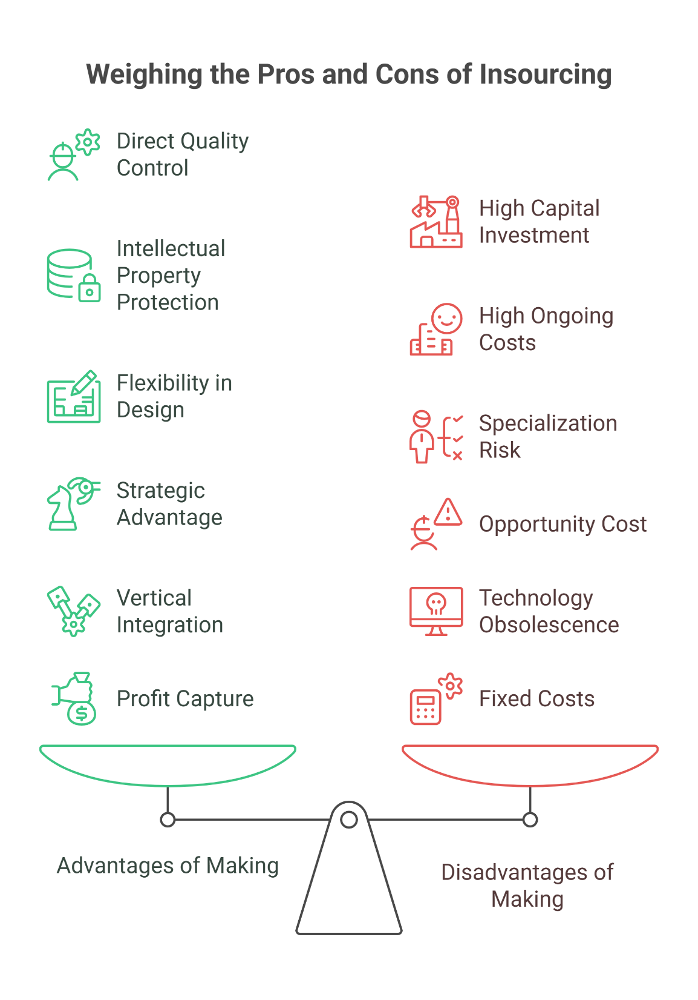 Weighing the Pros and Cons of Insourcing
Direct Quality
Control
Intellectual
Property
Protection
Flexibility in
Design
Strategic
Advantage
Vertical
Integration
Profit Capture
High Capital
Investment
High Ongoing
Costs
Specialization
Risk
Opportunity Cost
Technology
Obsolescence
Fixed Costs
Advantages of Making
Disadvantages of
Making